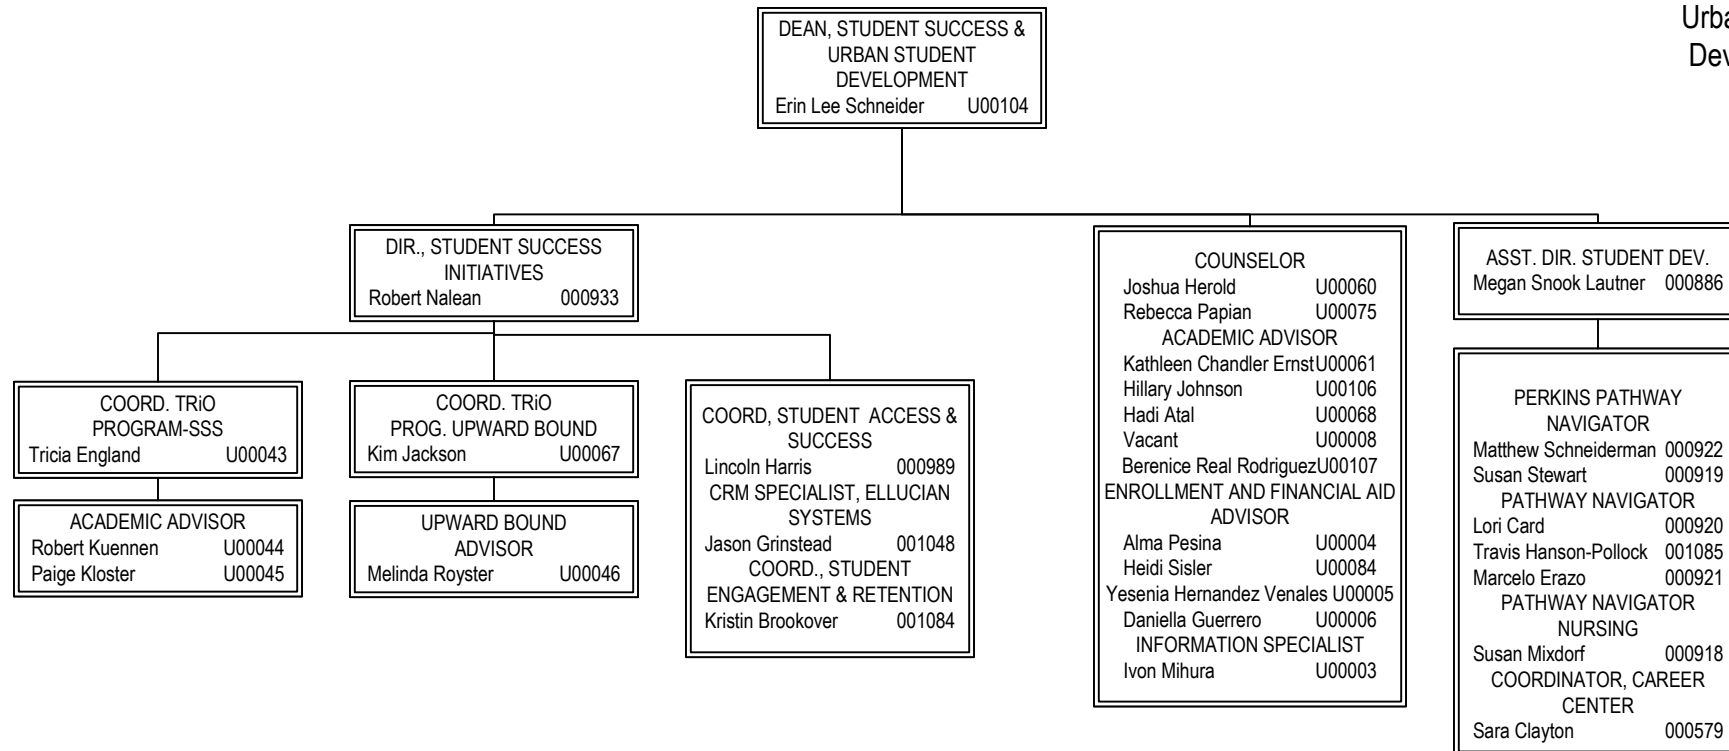 Urba
Dev
DEAN, STUDENT SUCCESS &
URBAN STUDENT
DEVELOPMENT
Erin Lee Schneider U00104
DIR., STUDENT SUCCESS
INITIATIVES
Robert Nalean 000933
COORD. TRiO
PROGRAM-SSS
Tricia England U00043
ACADEMIC ADVISOR
Robert Kuennen U00044
Paige Kloster U00045
COORD. TRiO
PROG. UPWARD BOUND
Kim Jackson U00067
UPWARD BOUND
ADVISOR
Melinda Royster U00046
COORD, STUDENT ACCESS &
SUCCESS
Lincoln Harris 000989
CRM SPECIALIST, ELLUCIAN
SYSTEMS
Jason Grinstead 001048
COORD., STUDENT
ENGAGEMENT & RETENTION
Kristin Brookover 001084
COUNSELOR
Joshua Herold U00060
Rebecca Papian U00075
ACADEMIC ADVISOR
Kathleen Chandler Ernst U00061
Hillary Johnson U00106
Hadi Atal U00068
Vacant U00008
Berenice Real Rodriguez U00107
ENROLLMENT AND FINANCIAL AID
ADVISOR
Alma Pesina U00004
Heidi Sisler U00084
Yesenia Hernandez Venales U00005
Daniella Guerrero U00006
INFORMATION SPECIALIST
Ivon Mihura U00003
ASST. DIR. STUDENT DEV.
Megan Snook Lautner 000886
PERKINS PATHWAY
NAVIGATOR
Matthew Schneiderman 000922
Susan Stewart 000919
PATHWAY NAVIGATOR
Lori Card 000920
Travis Hanson-Pollock 001085
Marcelo Erazo 000921
PATHWAY NAVIGATOR
NURSING
Susan Mixdorf 000918
COORDINATOR, CAREER
CENTER
Sara Clayton 000579